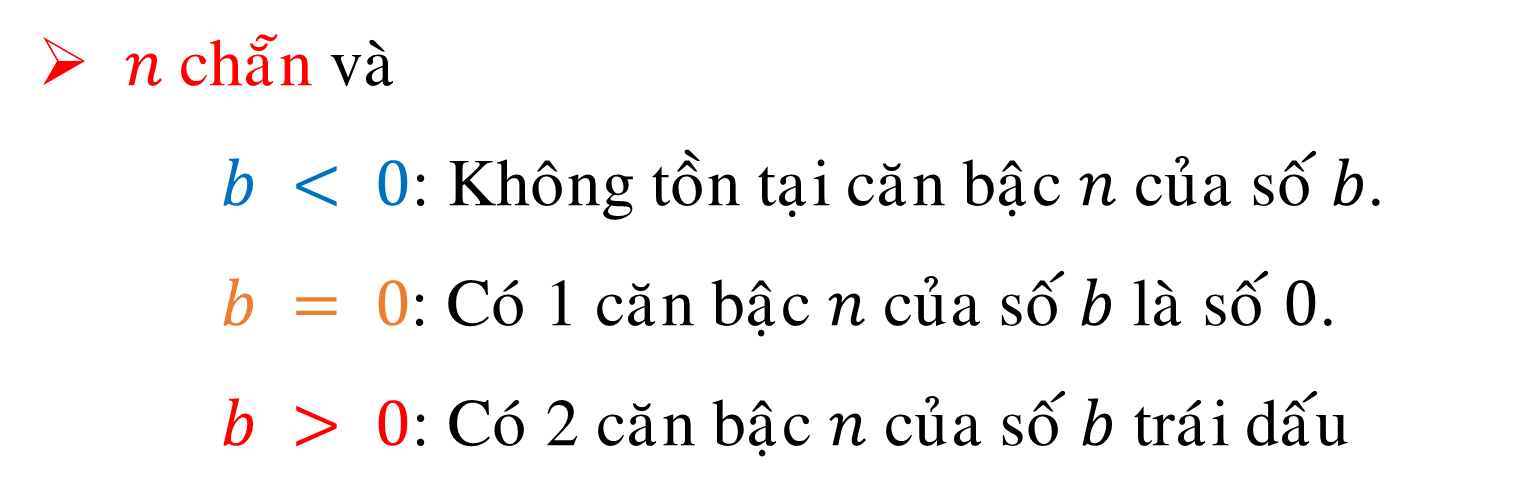 ➢ n chẵn và
b < 0: Không tồn tại căn bậc n của số b.
b = 0: Có 1 căn bậc n của số b là số 0.
b > 0: Có 2 căn bậc n của số b trái dấu